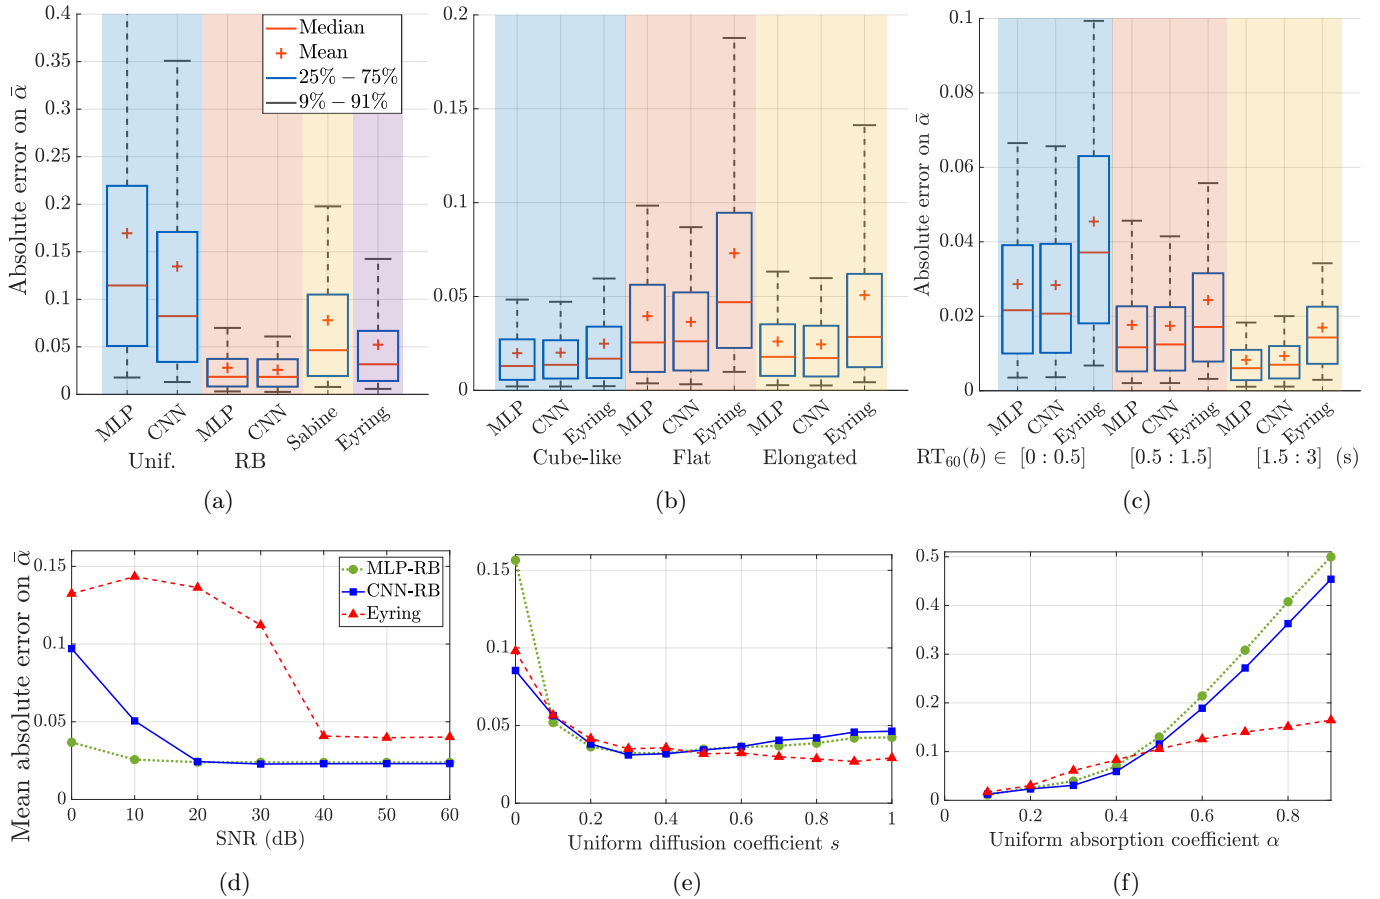 Absolute error on ᾱ
0.4
0.3
0.2
0.15
0.1
0.05
0
Median
Mean
25% − 75%
9% − 91%
MLP
CNN
MLP
CNN
Sabine
Eyring
Unif.
RB
(a)
0.2
0.15
0.1
0.05
0
MLP
CNN
Eyring
MLP
CNN
Eyring
MLP
CNN
Eyring
Cube-like
Flat
Elongated
(b)
Absolute error on ᾱ
0.1
0.08
0.06
0.04
0.02
0
MLP
CNN
Eyring
MLP
CNN
Eyring
MLP
CNN
Eyring
RT60(b) ∈ [0 : 0.5] [0.5 : 1.5] [1.5 : 3] (s)
(c)
Mean absolute error on ᾱ
0.15
0.1
0.05
0
MLP-RB
CNN-RB
Eyring
0 10 20 30 40 50 60
SNR (dB)
(d)
0.15
0.1
0.05
0
0 0.2 0.4 0.6 0.8 1
Uniform diffusion coefficient s
(e)
0.5
0.4
0.3
0.2
0.1
0
0 0.2 0.4 0.6 0.8
Uniform absorption coefficient α
(f)